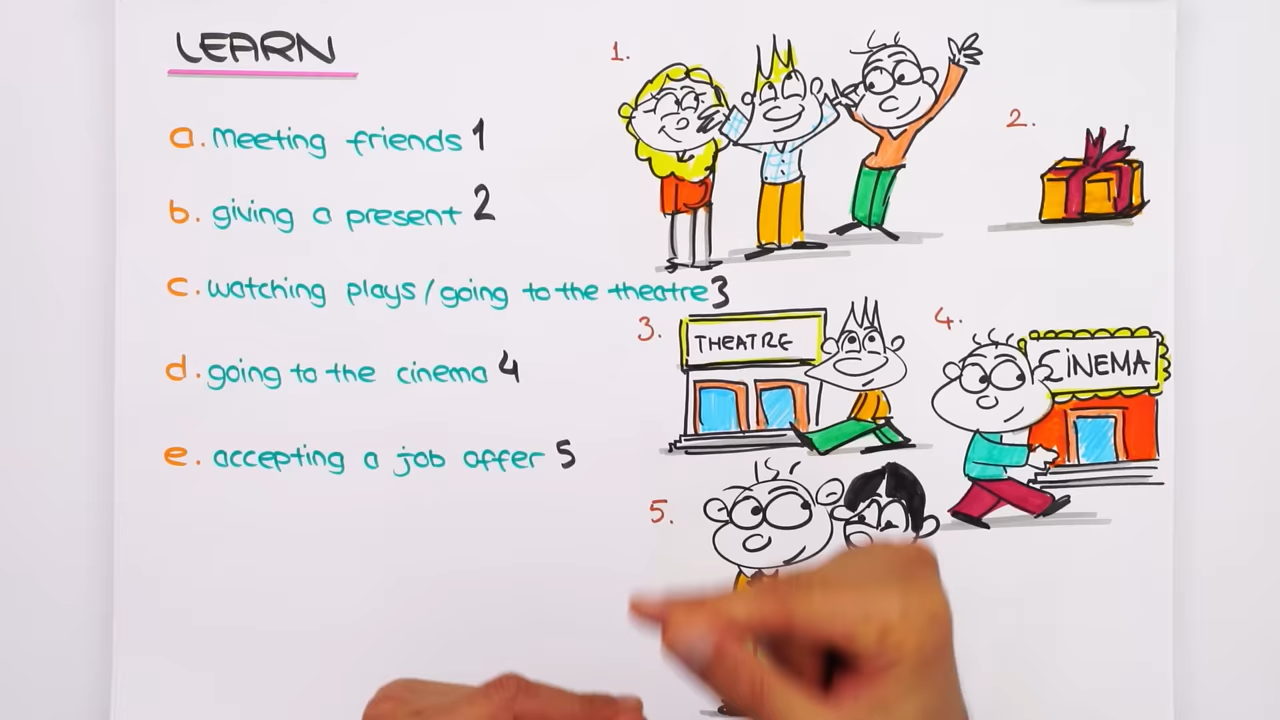 LEARN
a. meeting friends 1
b. giving a present 2
c. watching plays/going to the theatre 3
d. going to the cinema 4
e. accepting a job offer 5
1.
2.
3.
THEATRE
4.
CINEMA
5.